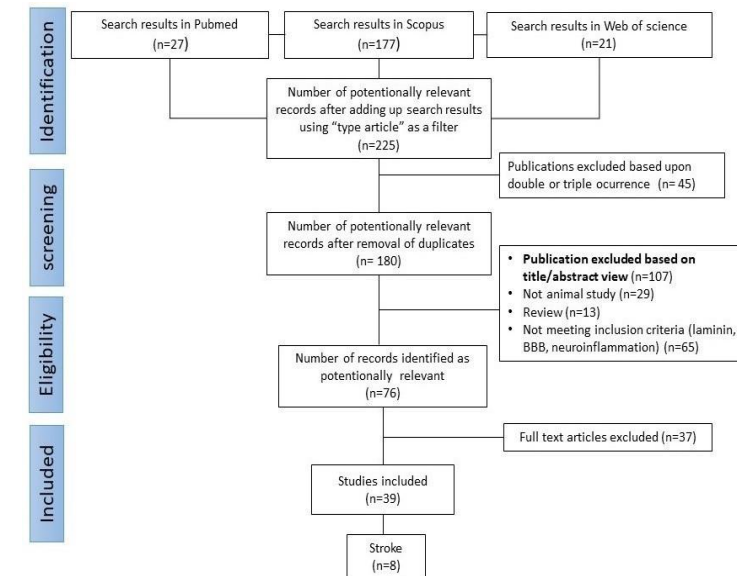 Identification
Search results in Pubmed
(n=27)
Search results in Scopus
(n=177)
Search results in Web of science
(n=21)
Number of potentially relevant
records after adding up search results
using “type article” as a filter
(n=225)
Publications excluded based upon
double or triple ocurrence (n= 45)
screening
Number of potentially relevant
records after removal of duplicates
(n= 180)
• Publication excluded based on
title/abstract view (n=107)
• Not animal study (n=29)
• Review (n=13)
• Not meeting inclusion criteria (laminin,
BBB, neuroinflammation) (n=65)
Eligibility
Number of records identified as
potentially relevant
(n=76)
Full text articles excluded (n=37)
Included
Studies included
(n=39)
Stroke
(n=8)